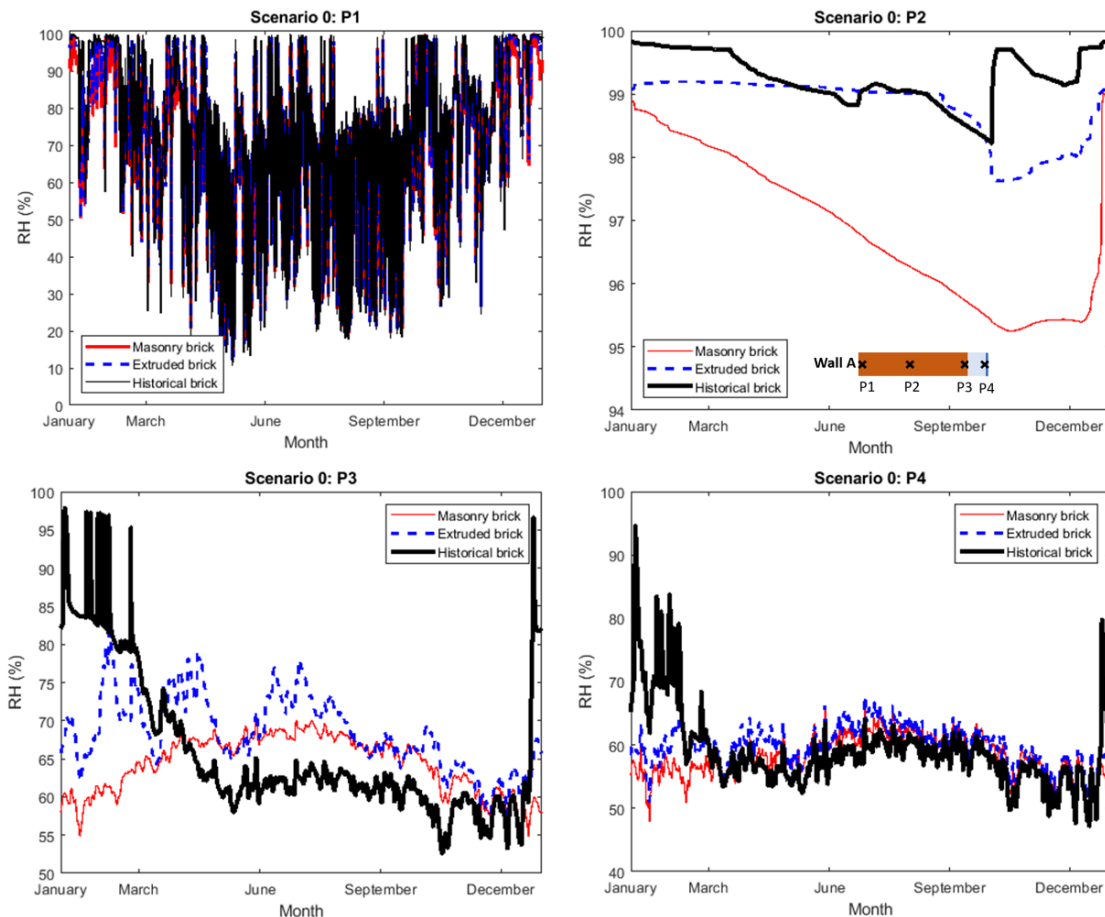 Scenario 0: P1
RH (%)
100
90
80
70
60
50
40
30
20
10
0
Masonry brick
Extruded brick
Historical brick
January March June September December
Month
Scenario 0: P2
RH (%)
100
99
98
97
96
95
94
Masonry brick
Extruded brick
Historical brick
Wall A
P1 P2 P3 P4
January March June September December
Month
Scenario 0: P3
RH (%)
100
95
90
85
80
75
70
65
60
55
50
Masonry brick
Extruded brick
Historical brick
January March June September December
Month
Scenario 0: P4
RH (%)
100
90
80
70
60
50
40
Masonry brick
Extruded brick
Historical brick
January March June September December
Month